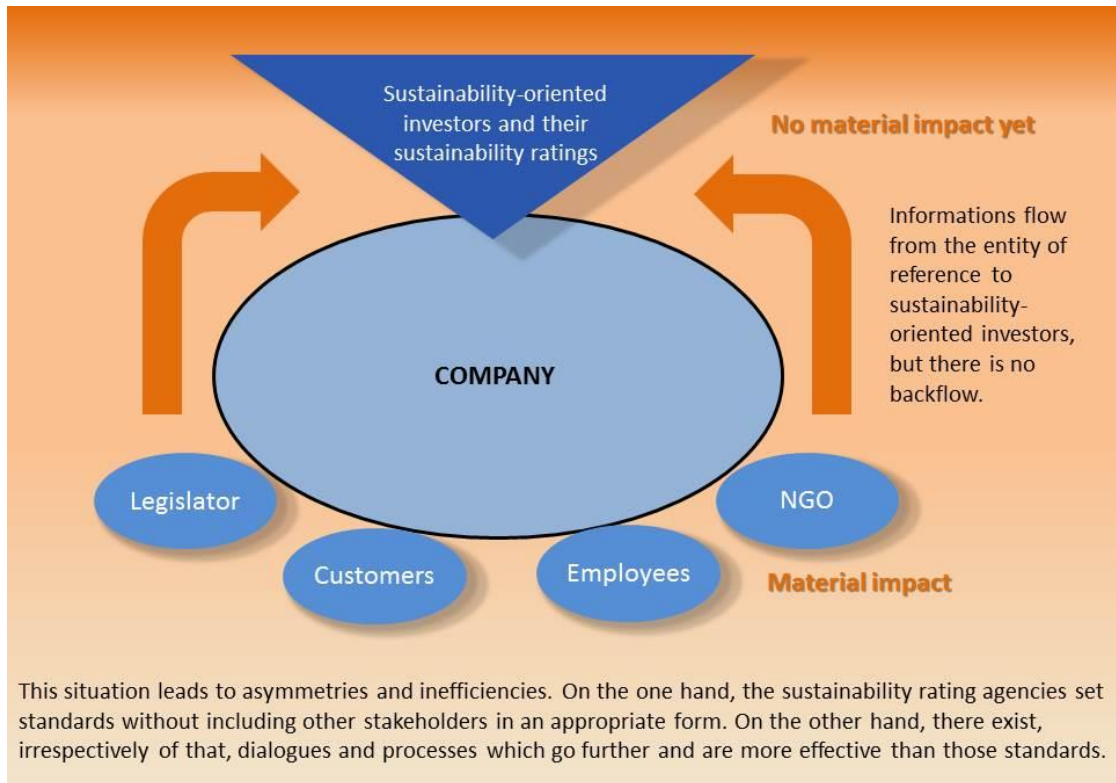 Sustainability-oriented
investors and their
sustainability ratings
No material impact yet
Informations flow
from the entity of
reference to
sustainability-
oriented investors,
but there is no
backflow.
COMPANY
Legislator
NGO
Customers
Employees
Material impact
This situation leads to asymmetries and inefficiencies. On the one hand, the sustainability rating agencies set
standards without including other stakeholders in an appropriate form. On the other hand, there exist,
irrespectively of that, dialogues and processes which go further and are more effective than those standards.